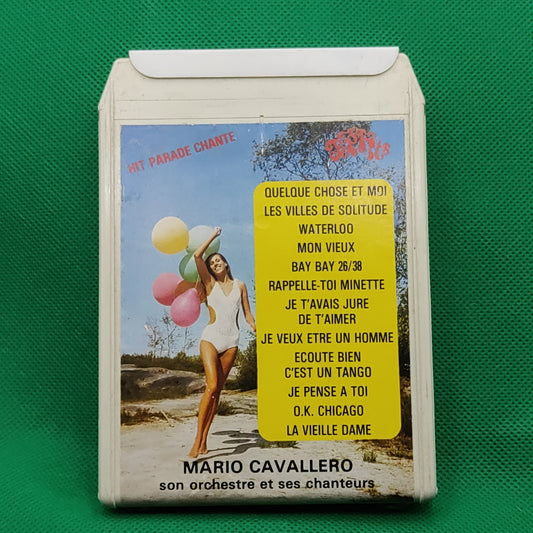 HIT PARADE CHANTE
QUELQUE CHOSE ET MOI
LES VILLES DE SOLITUDE
WATERLOO
MON VIEUX
BAY BAY 26/38
RAPPELLE-TOI MINETTE
JE T'AVAIS JURE
DE T'AIMER
JE VEUX ETRE UN HOMME
ECOUTE BIEN
C'EST UN TANGO
JE PENSE A TOI
O.K. CHICAGO
LA VIEILLE DAME
MARIO CAVALLERO
son orchestre et ses chanteurs